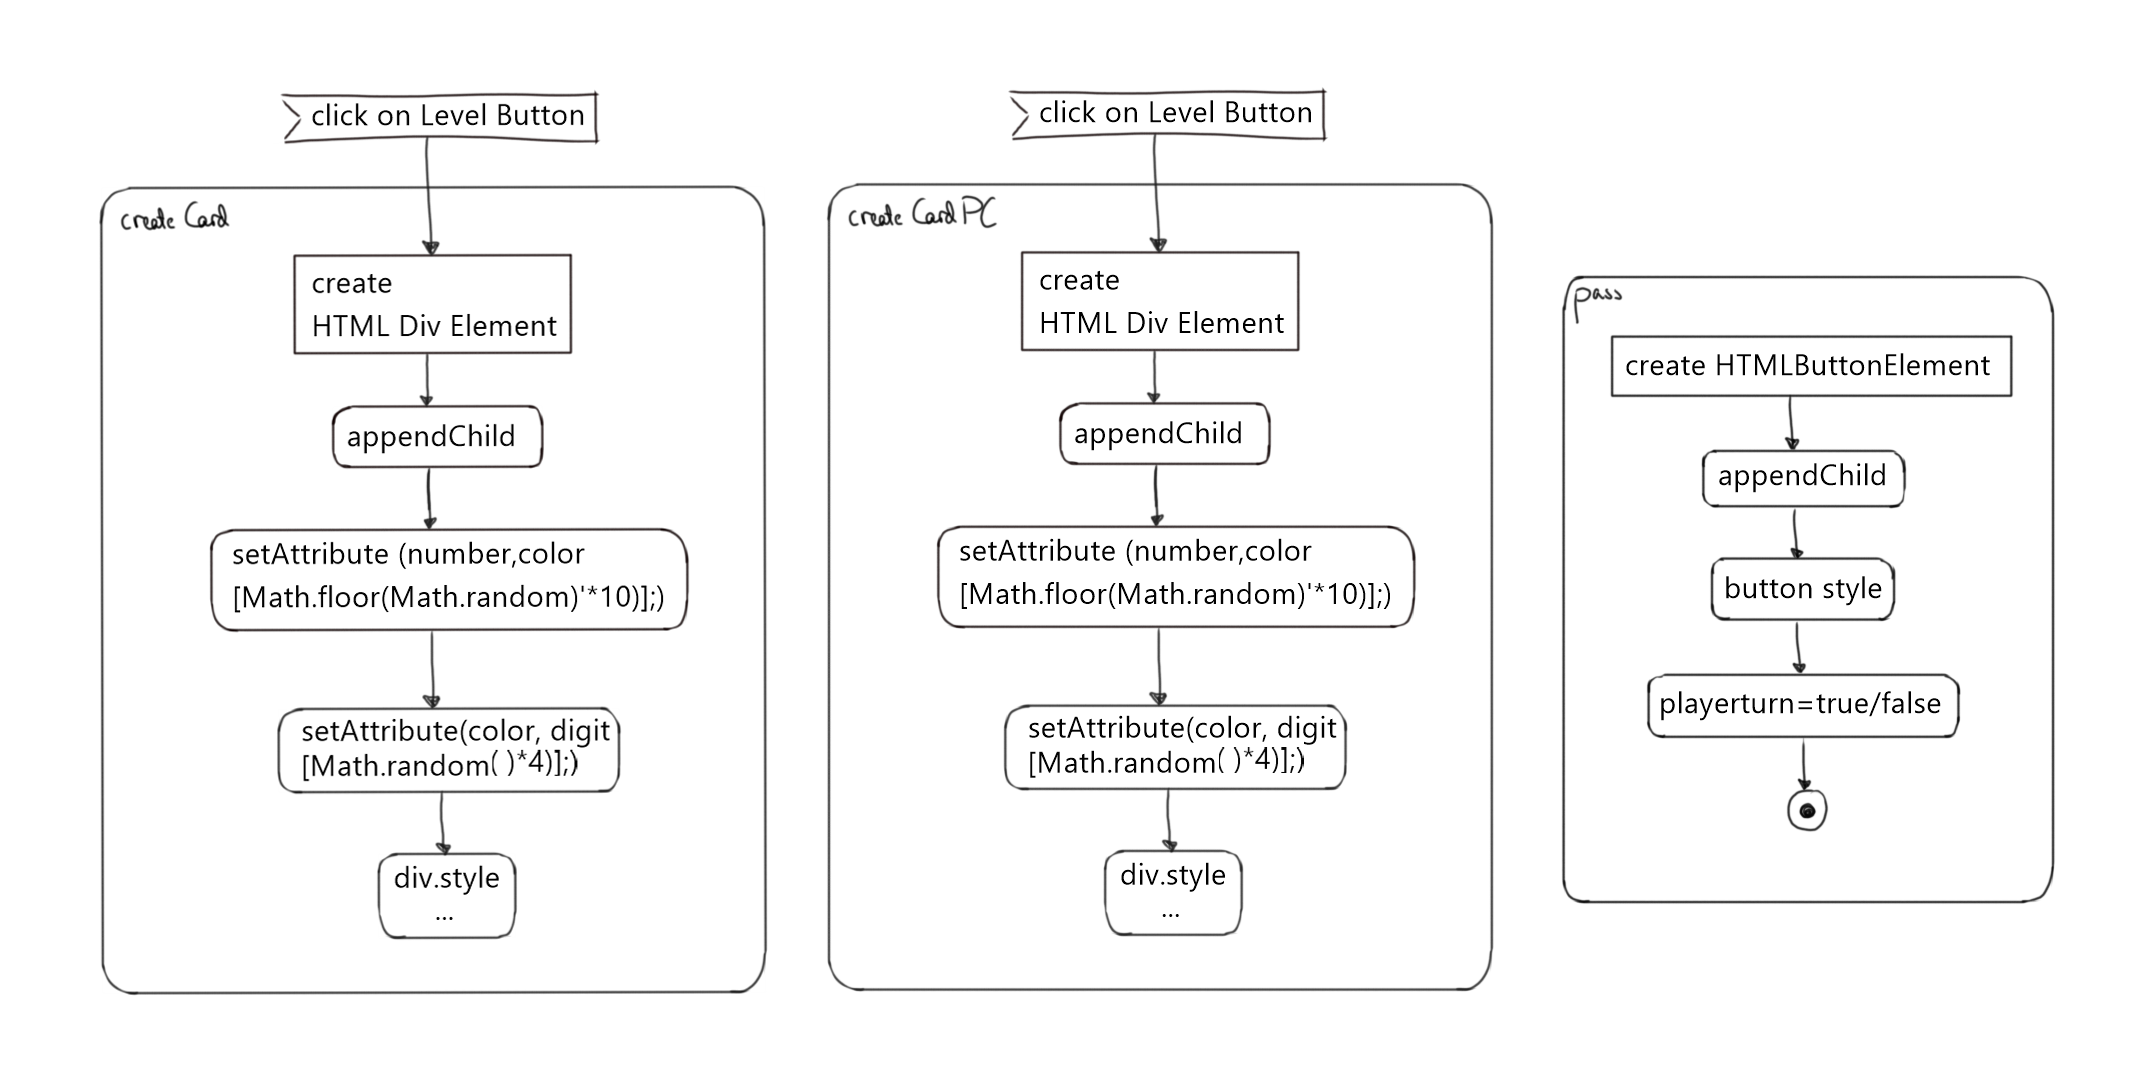 click on Level Button
create Card
create
HTML Div Element
appendChild
setAttribute (number,color
[Math.floor(Math.random)'*10)];)
setAttribute(color, digit
[Math.random( )*4)];)
div.style
...
click on Level Button
create Card PC
create
HTML Div Element
appendChild
setAttribute (number,color
[Math.floor(Math.random)'*10)];)
setAttribute(color, digit
[Math.random( )*4)];)
div.style
...
pass
create HTMLButtonElement
appendChild
button style
playerturn=true/false